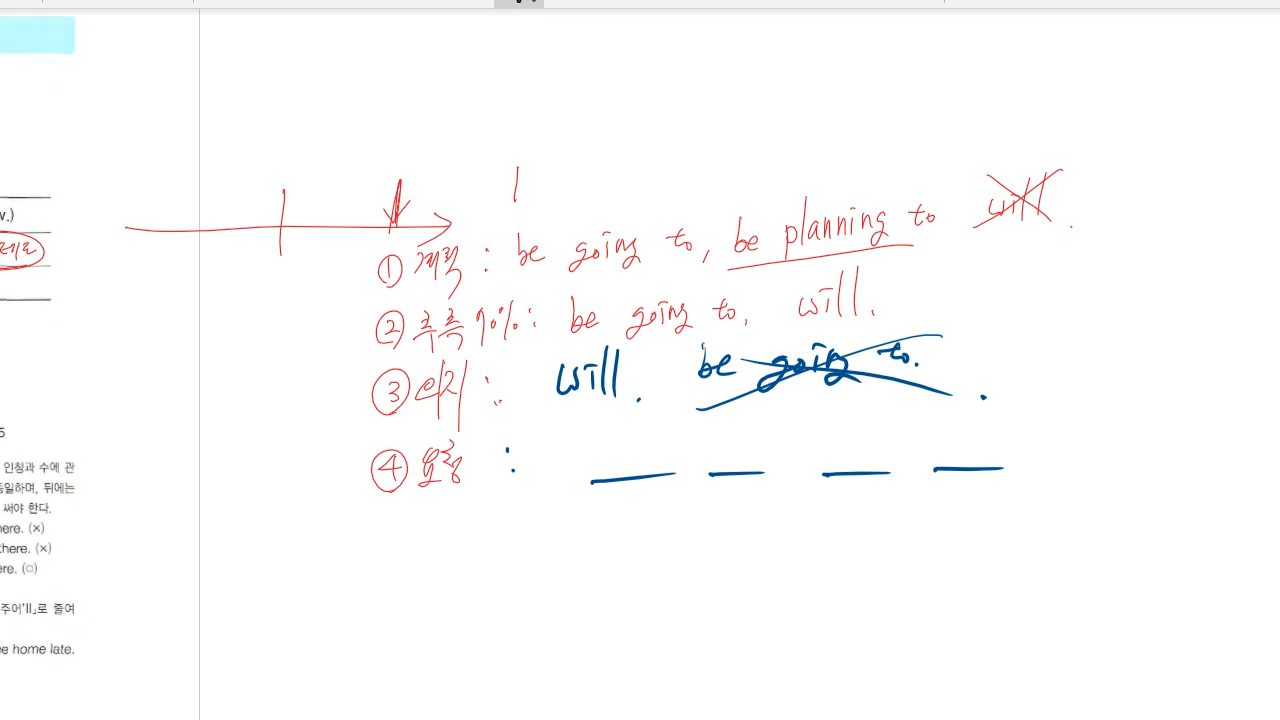 v.)
① 계획 : be going to, be planning to will.
② 추측 90% : be going to, will.
③ 의지 : will. be going to.
④ 요청 :
5
인칭과 수에 관
동일하며, 뒤에는
써야 한다.
here. (×)
there. (×)
ere. (○)
주어'll」로 줄여
e home late.